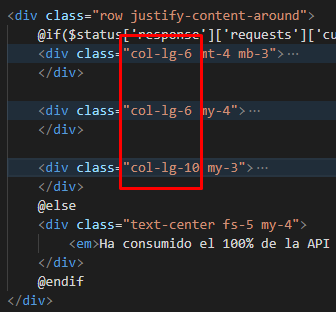 <div class="row justify-content-around">
@if($status['response']['requests']['cu
<div class="col-lg-6 mt-4 mb-3">…
</div>
<div class="col-lg-6 my-4">…
</div>
<div class="col-lg-10 my-3">…
</div>
@else
<div class="text-center fs-5 my-4">
<em>Ha consumido el 100% de la API
</div>
@endif
</div>